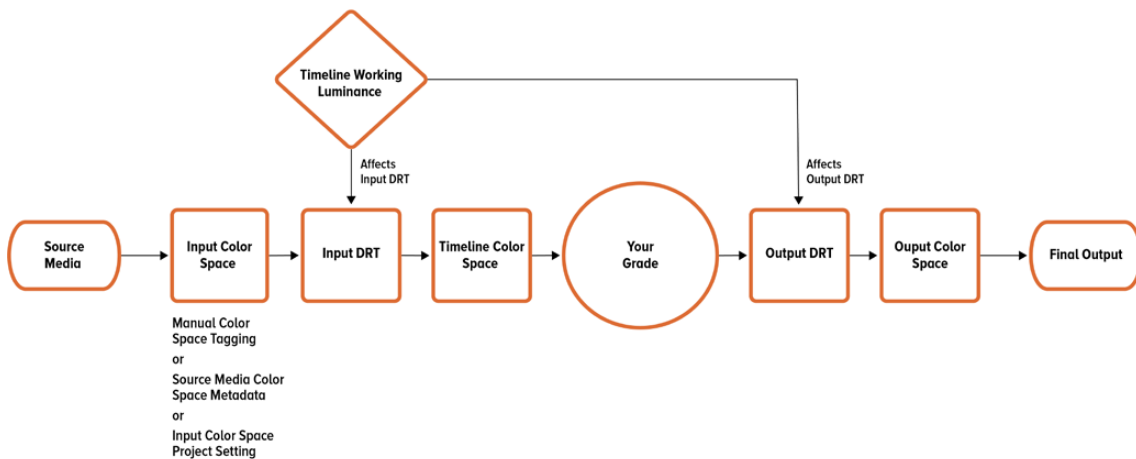 Timeline Working
Luminance
Affects
Input DRT
Affects
Output DRT
Source
Media
Input Color
Space
Input DRT
Timeline Color
Space
Your
Grade
Output DRT
Ouput Color
Space
Final Output
Manual Color
Space Tagging
or
Source Media Color
Space Metadata
or
Input Color Space
Project Setting